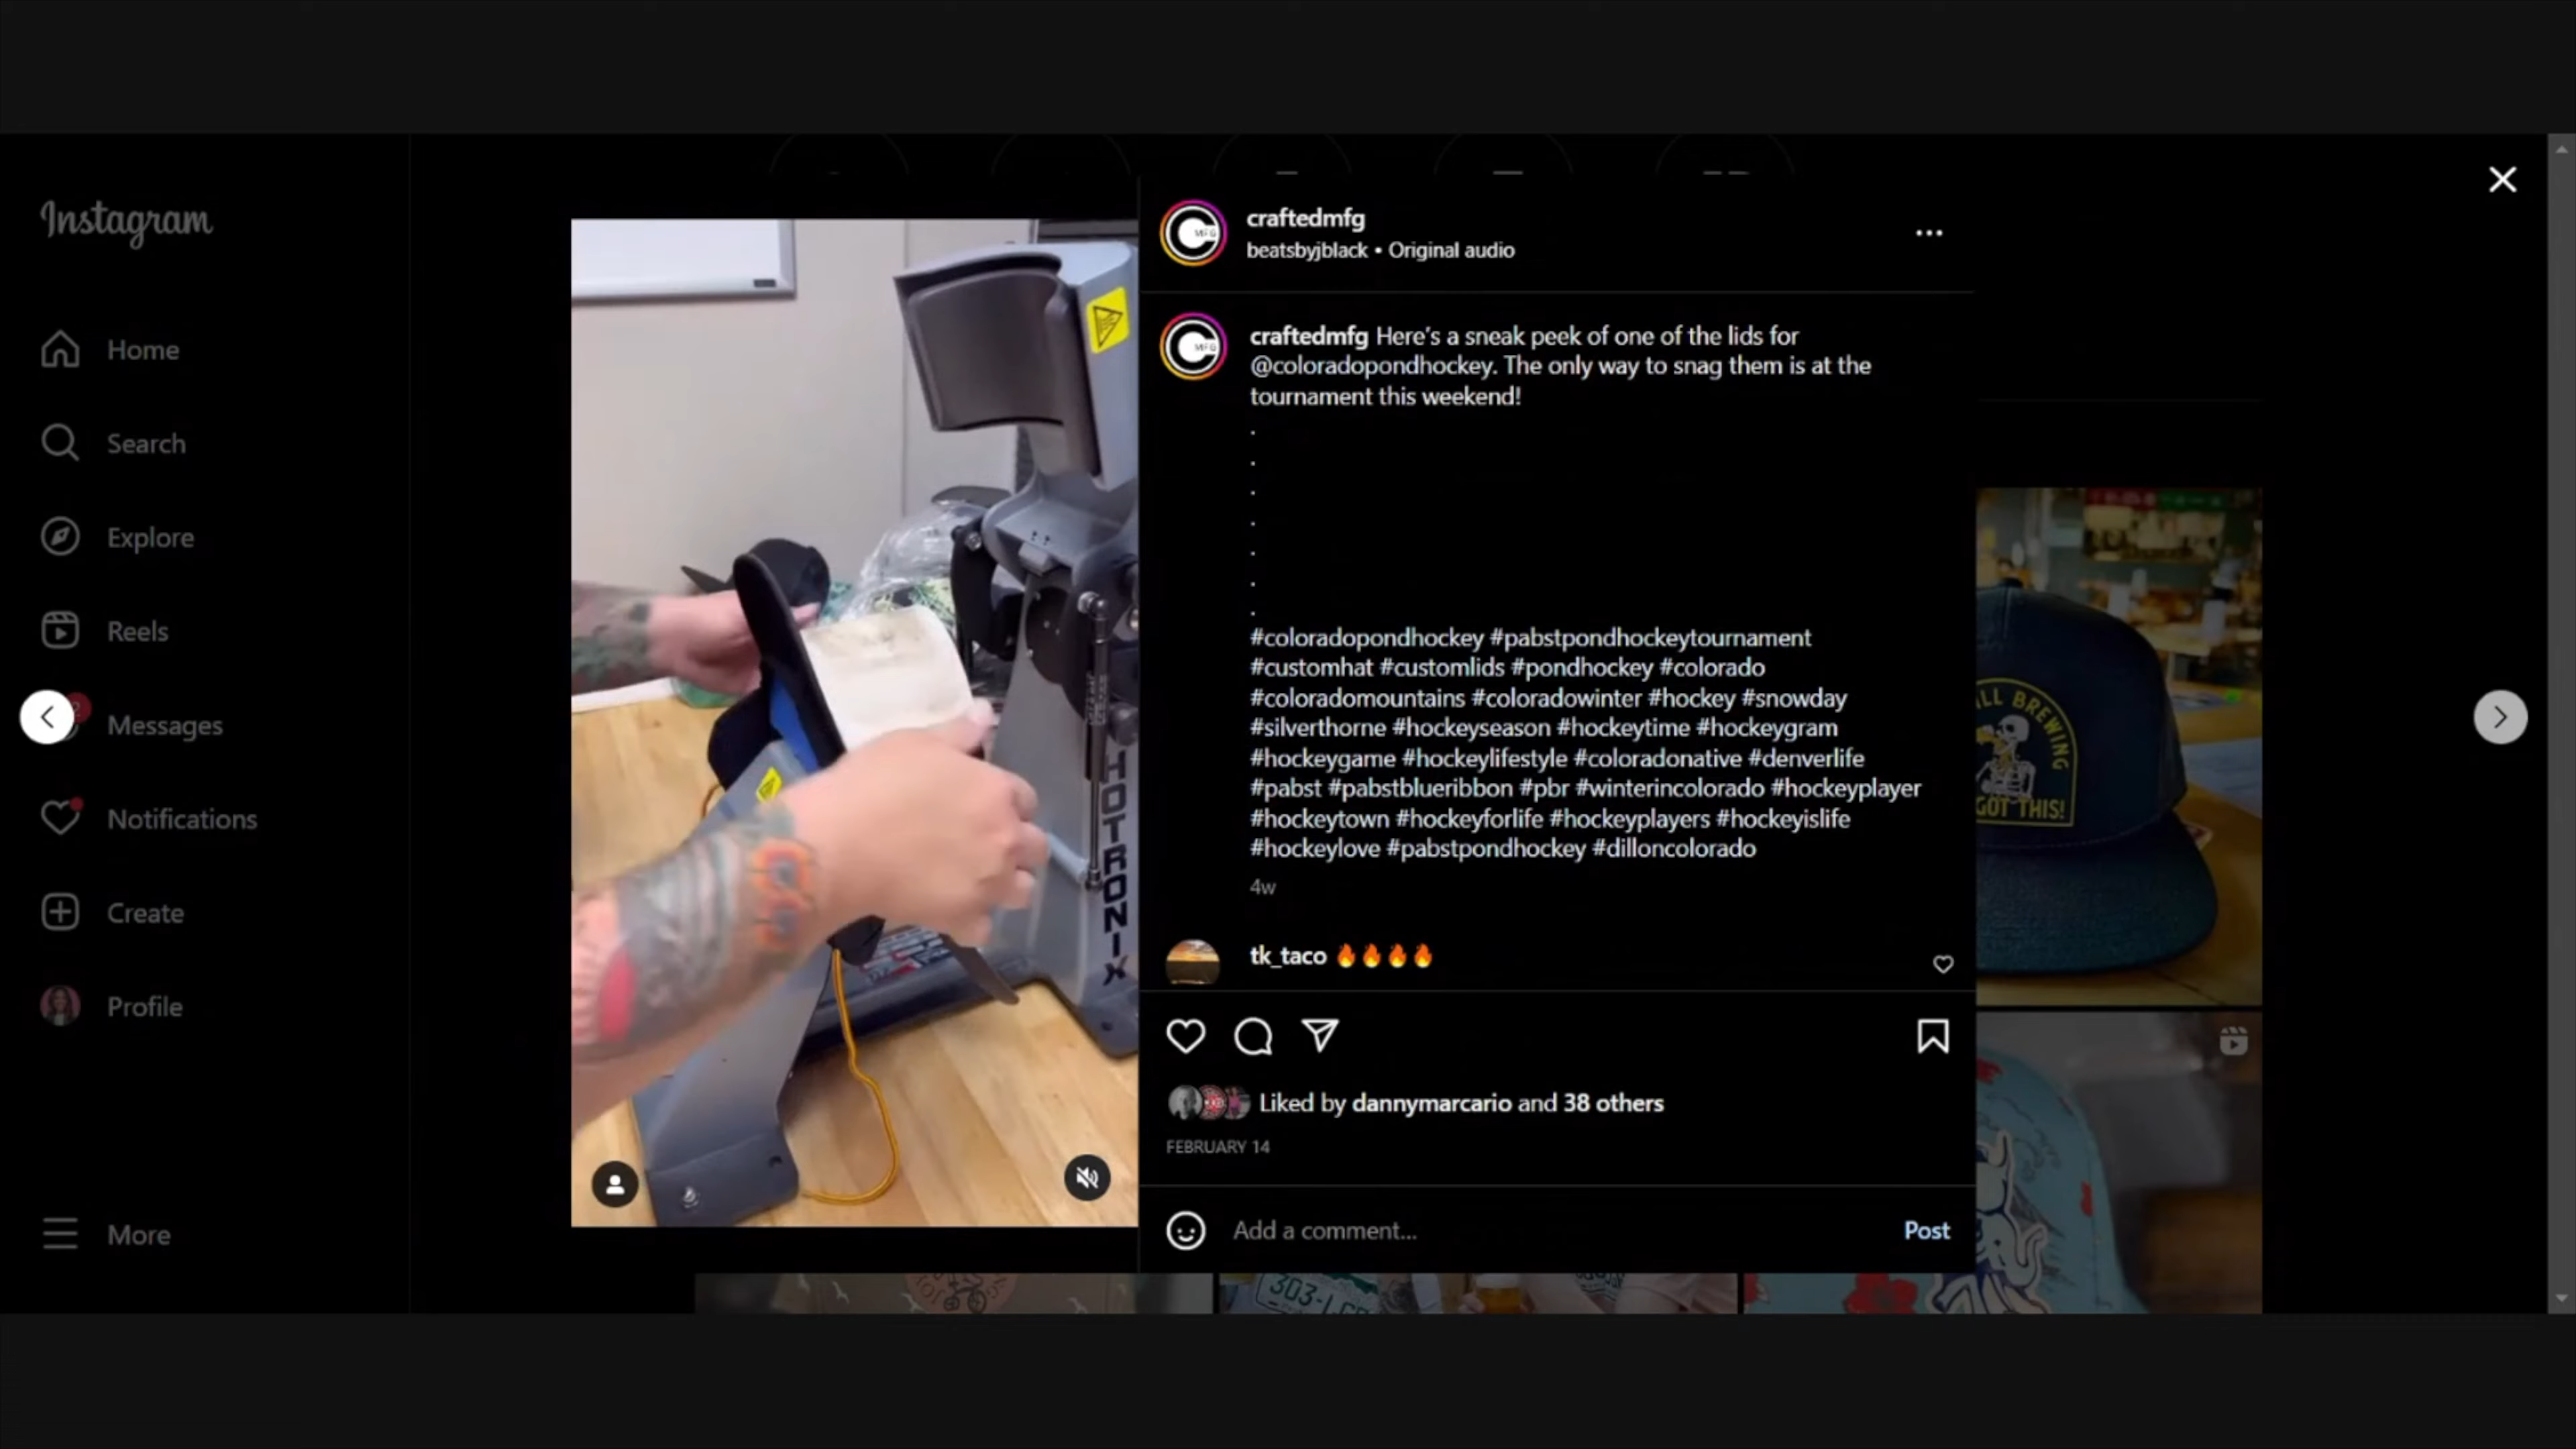 Instagram
Home
Search
Explore
Reels
Messages
Notifications
Create
Profile
More
HOTRONIX
craftedmfg
beatsbyjblack • Original audio
craftedmfg Here's a sneak peek of one of the lids for
@coloradopondhockey. The only way to snag them is at the
tournament this weekend!
.
.
.
.
.
.
.
#coloradopondhockey #pabstpondhockeytournament
#customhat #customlids #pondhockey #colorado
#coloradomountains #coloradowinter #hockey #snowday
#silverthorne #hockeyseason #hockeytime #hockeygram
#hockeygame #hockeylifestyle #coloradonative #denverlife
#pabst #pabstblueribbon #pbr #winterincolorado #hockeyplayer
#hockeytown #hockeyforlife #hockeyplayers #hockeyislife
#hockeylove #pabstpondhockey #dilloncolorado
4w
tk_taco 🔥🔥🔥🔥
Liked by dannymarcario and 38 others
FEBRUARY 14
Add a comment...
Post
BREWING
GOT THIS!